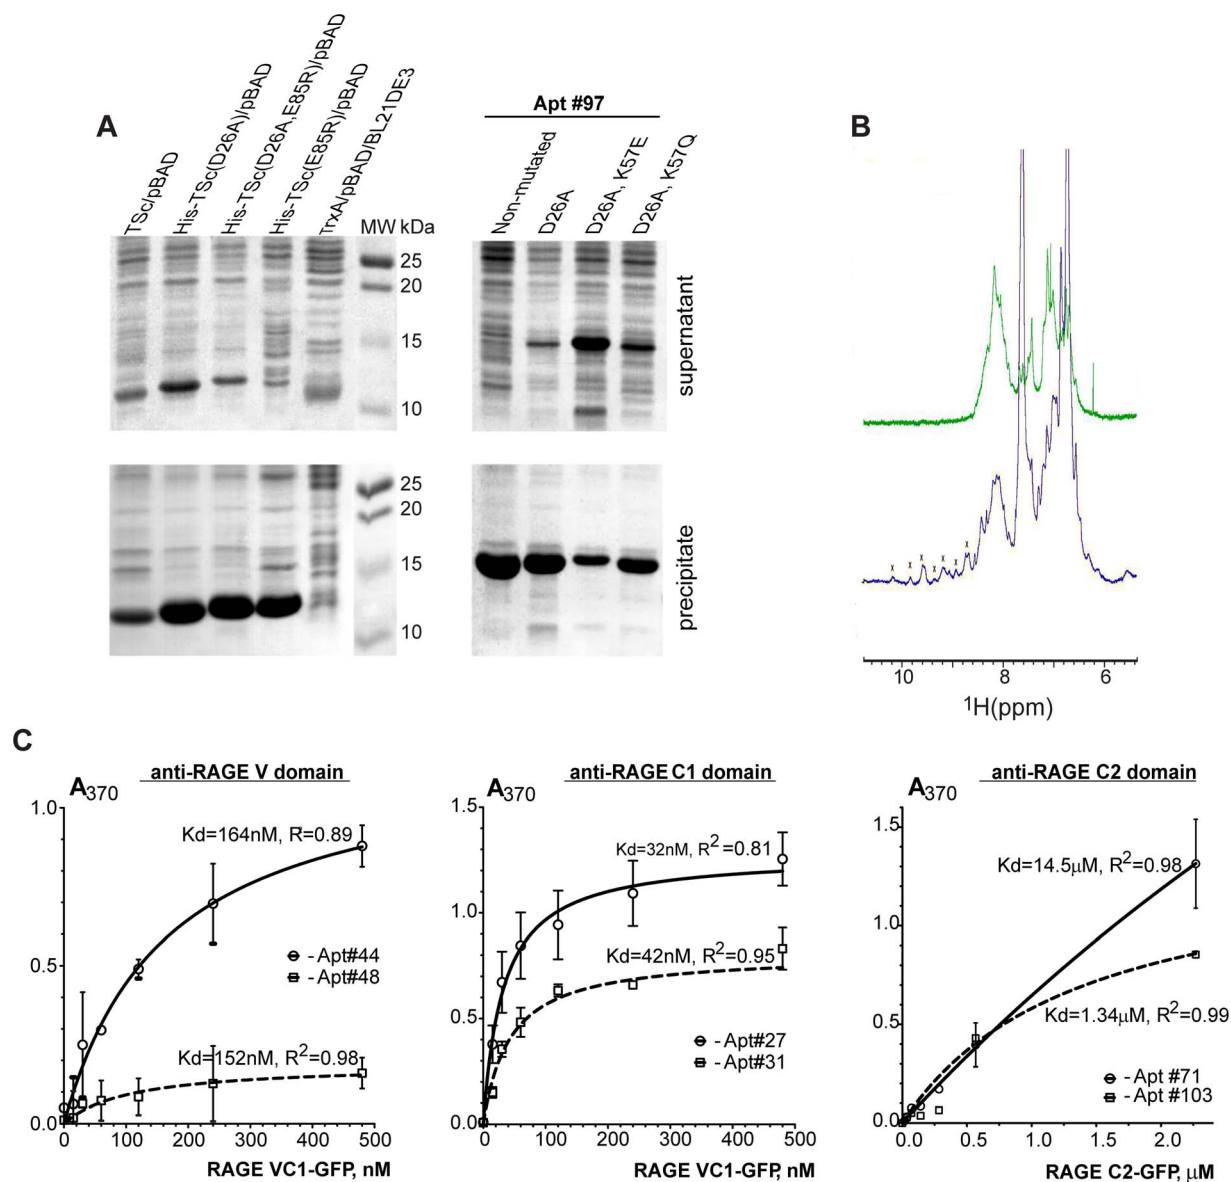 A
TSc/pBAD
His-TSc(D26A)/pBAD
His-TSc(D26A,E85R)/pBAD
His-TSc(E85R)/pBAD
TrxA/pBAD/BL21DE3
MW kDa
25
20
15
10
25
20
15
10
Apt #97
Non-mutated
D26A
D26A, K57E
D26A, K57Q
supernatant
precipitate
B
x x x x x x x
10 8 6
1H(ppm)
C
anti-RAGE V domain
A370
1.0
Kd=164nM, R=0.89
0.5
-Apt#44
-Apt#48
Kd=152nM, R2=0.98
0.0
0 100 200 300 400 500
RAGE VC1-GFP, nM
anti-RAGE C1 domain
A370
1.5
Kd=32nM, R2=0.81
1.0
Kd=42nM, R2=0.95
0.5
-Apt#27
-Apt#31
0.0
0 100 200 300 400 500
RAGE VC1-GFP, nM
anti-RAGE C2 domain
A370
1.5
Kd=14.5μM, R2=0.98
1.0
0.5
Kd=1.34μM, R2=0.99
-Apt #71
-Apt #103
0.0
0.0 0.5 1.0 1.5 2.0
RAGE C2-GFP, μM